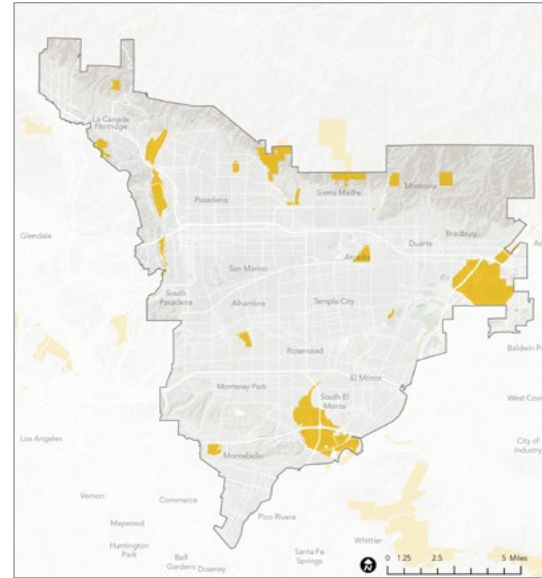 La Cañada
Flintridge
Glendale
Pasadena
Sierra Madre
Monrovia
Bradbury
Duarte
Arcadia
San Marino
South
Pasadena
Alhambra
Temple City
Rosemead
Baldwin P
El Monte
Monterey Park
South El
Monte
West Covi
Los Angeles
City of
Industry
Montebello
Vernon
Commerce
Maywood
Pico Rivera
Huntington
Park
Whittier
Bell
Gardens
Downey
Santa Fe
Springs
N
0 1.25 2.5 5 Miles